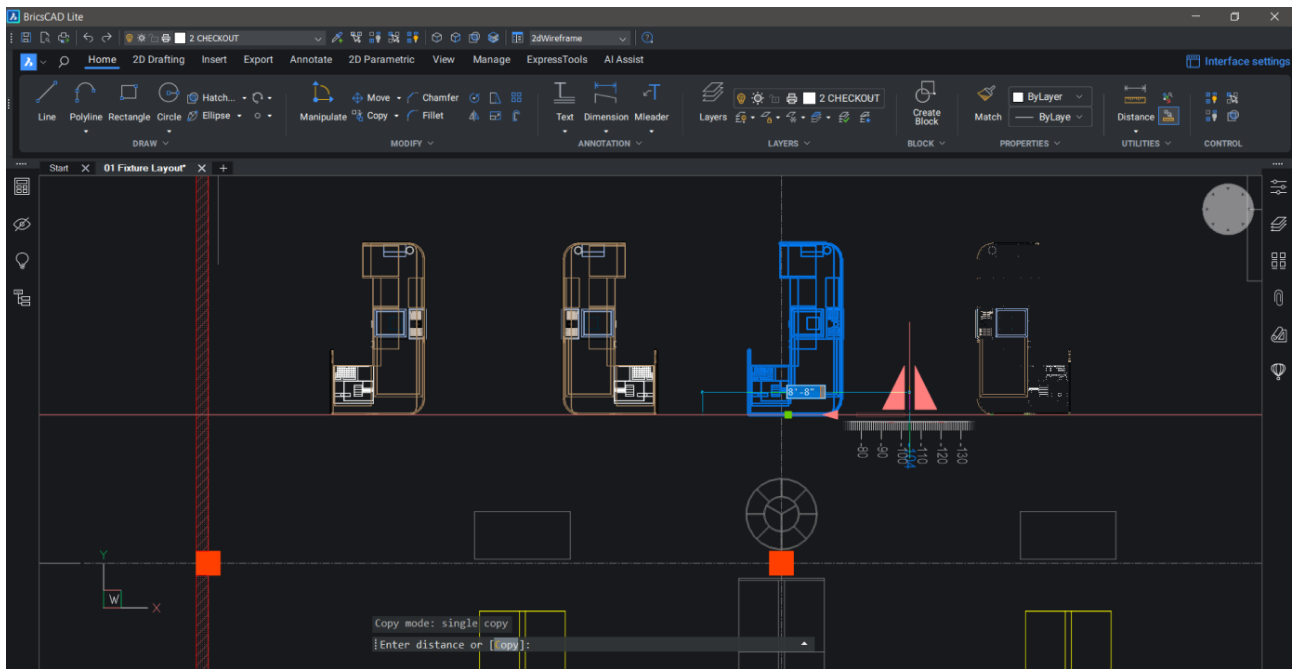 BricsCAD Lite
2 CHECKOUT
2dWireframe
Home 2D Drafting Insert Export Annotate 2D Parametric View Manage ExpressTools AI Assist
Interface settings
Line Polyline Rectangle Circle
Hatch...
Ellipse
Manipulate
Move
Copy
Chamfer
Fillet
Text Dimension Mleader
Layers
2 CHECKOUT
Create
Block
Match
ByLayer
ByLaye
Distance
DRAW MODIFY ANNOTATION LAYERS BLOCK PROPERTIES UTILITIES CONTROL
Start 01 Fixture Layout*
8'-8"
-80 -90 -100 -104 -110 -120 -130
Y
W
X
Copy mode: single copy
Enter distance or [Copy]: